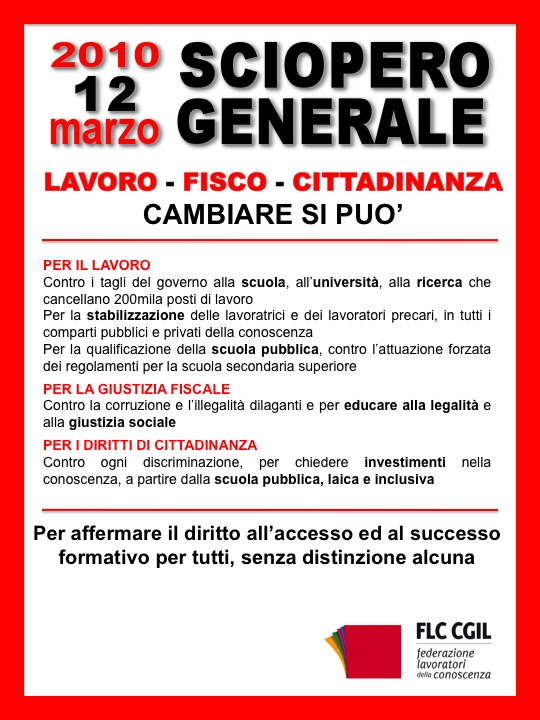 2010
12
marzo
SCIOPERO
GENERALE
LAVORO - FISCO - CITTADINANZA
CAMBIARE SI PUO'
PER IL LAVORO
Contro i tagli del governo alla scuola, all'università, alla ricerca che
cancellano 200mila posti di lavoro
Per la stabilizzazione delle lavoratrici e dei lavoratori precari, in tutti i
comparti pubblici e privati della conoscenza
Per la qualificazione della scuola pubblica, contro l'attuazione forzata
dei regolamenti per la scuola secondaria superiore
PER LA GIUSTIZIA FISCALE
Contro la corruzione e l'illegalità dilaganti e per educare alla legalità e
alla giustizia sociale
PER I DIRITTI DI CITTADINANZA
Contro ogni discriminazione, per chiedere investimenti nella
conoscenza, a partire dalla scuola pubblica, laica e inclusiva
Per affermare il diritto all'accesso ed al successo
formativo per tutti, senza distinzione alcuna
FLC CGIL
federazione
lavoratori
della conoscenza